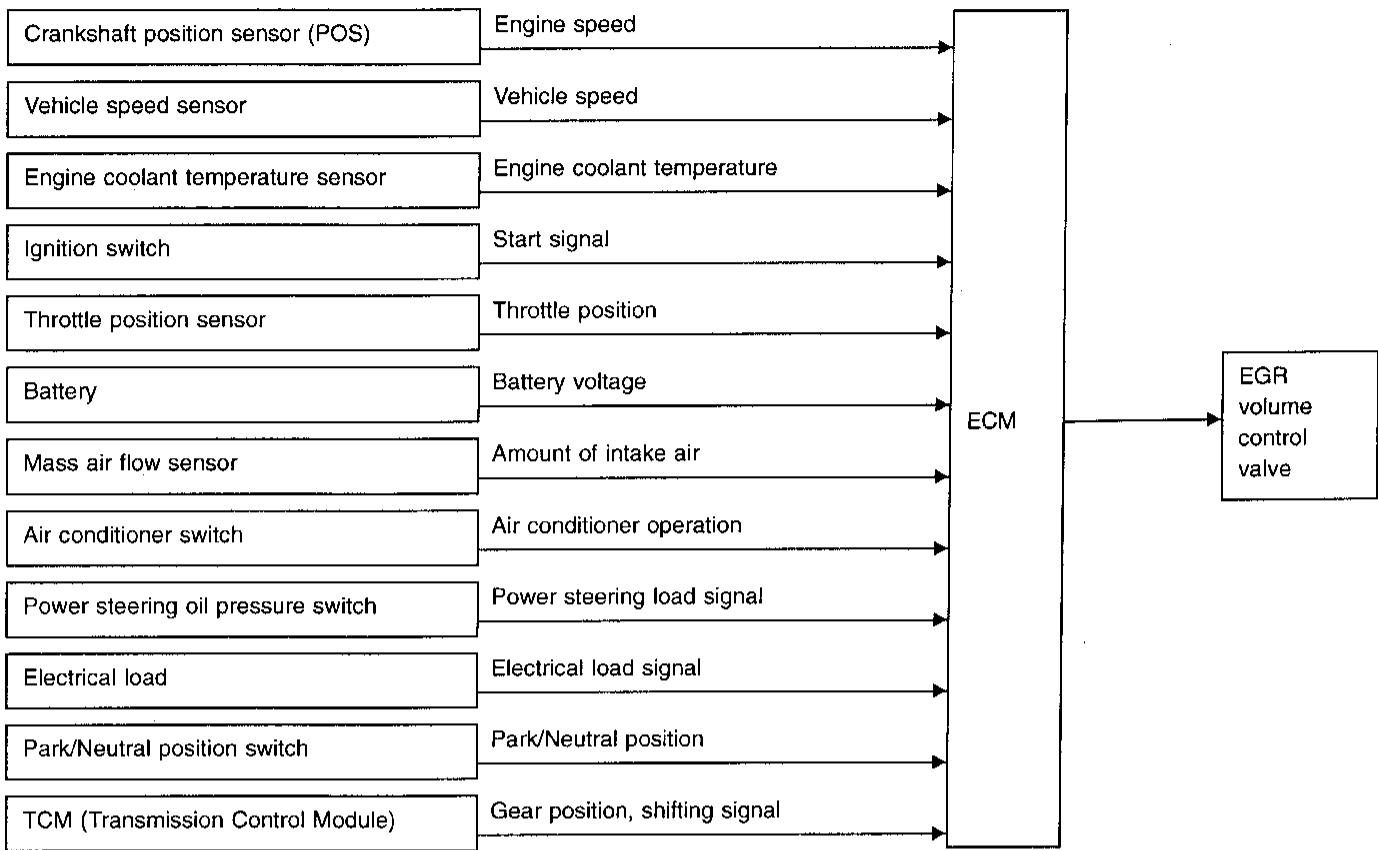 Crankshaft position sensor (POS)
Engine speed
Vehicle speed sensor
Vehicle speed
Engine coolant temperature sensor
Engine coolant temperature
Ignition switch
Start signal
Throttle position sensor
Throttle position
Battery
Battery voltage
Mass air flow sensor
Amount of intake air
Air conditioner switch
Air conditioner operation
Power steering oil pressure switch
Power steering load signal
Electrical load
Electrical load signal
Park/Neutral position switch
Park/Neutral position
TCM (Transmission Control Module)
Gear position, shifting signal
ECM
EGR
volume
control
valve